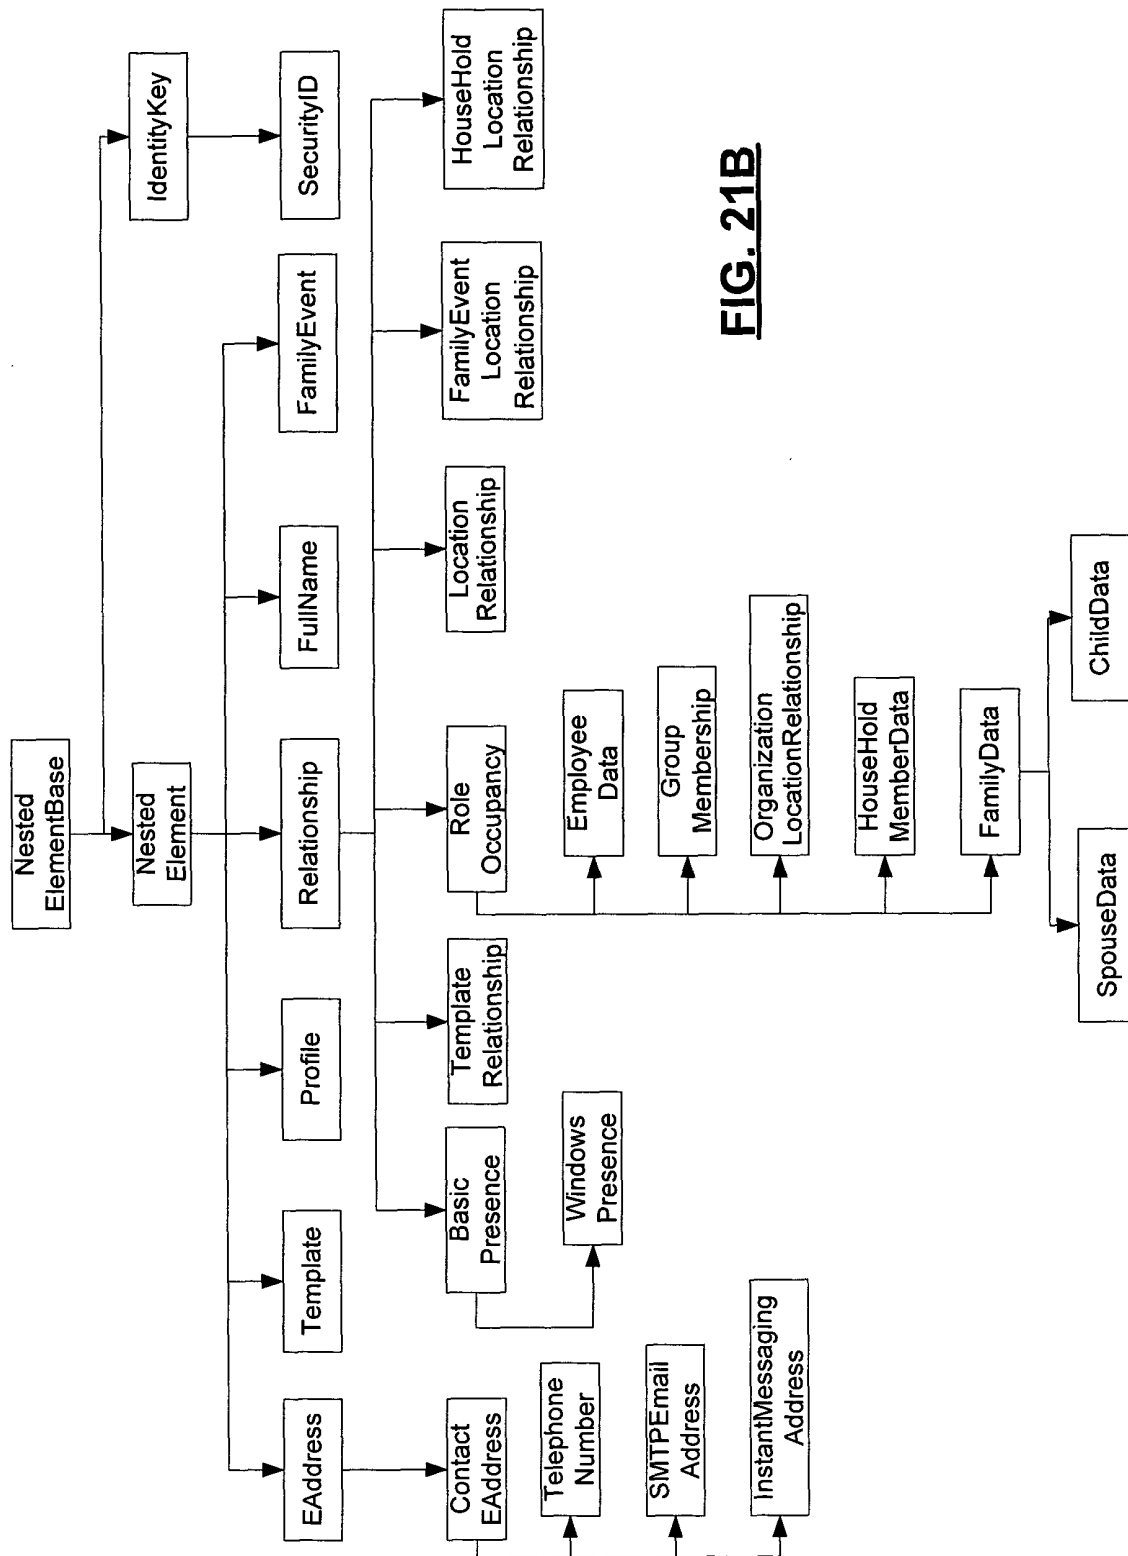 Nested
ElementBase
Nested
Element
IdentityKey
EAddress
Template
Profile
Relationship
FullName
FamilyEvent
SecurityID
Contact
EAddress
Basic
Presence
Template
Relationship
Role
Occupancy
Location
Relationship
FamilyEvent
Location
Relationship
HouseHold
Location
Relationship
Telephone
Number
SMTPEmail
Address
InstantMessaging
Address
Windows
Presence
Employee
Data
Group
Membership
Organization
LocationRelationship
HouseHold
MemberData
FamilyData
SpouseData
ChildData
FIG. 21B